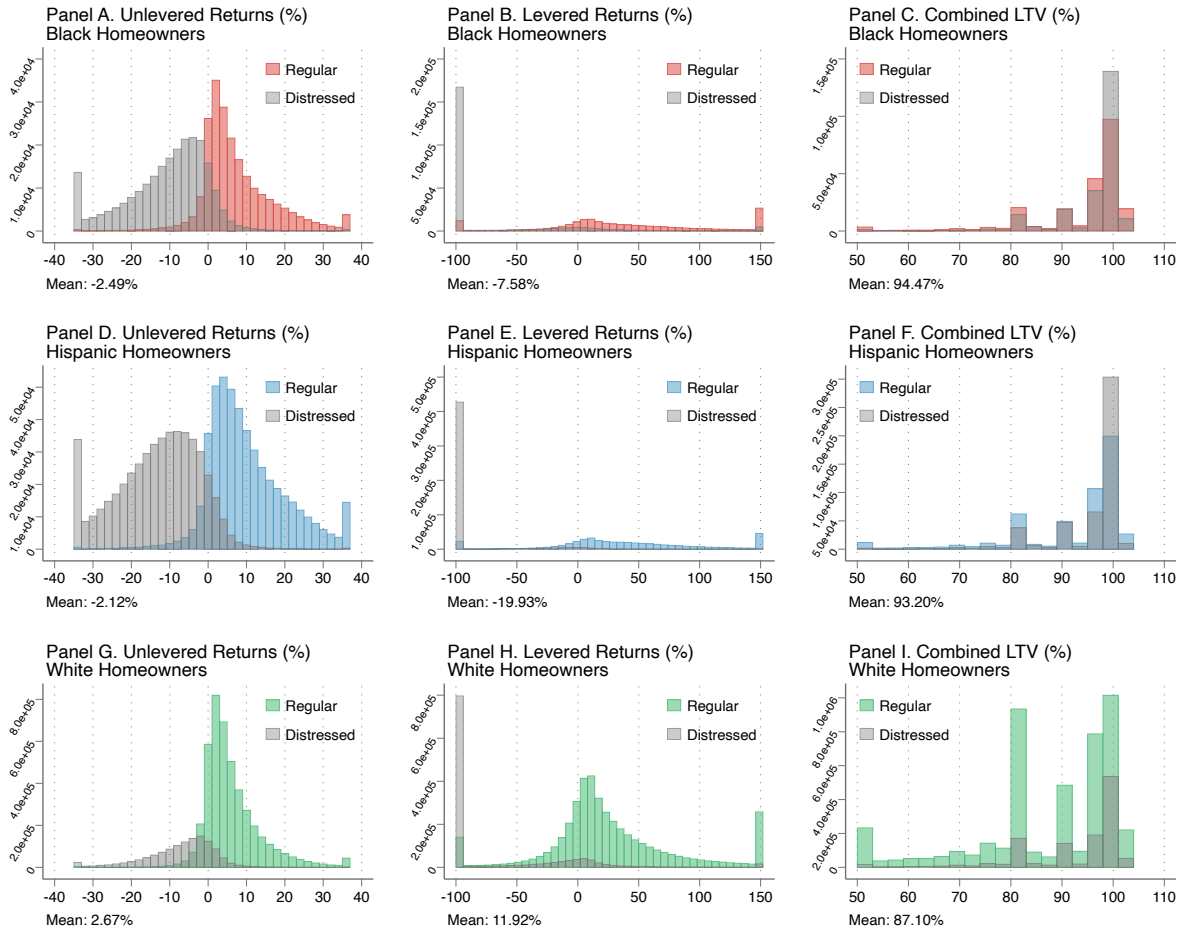 Panel A. Unlevered Returns (%)
Black Homeowners
4.0e+04
3.0e+04
2.0e+04
1.0e+04
0
Regular
Distressed
-40 -30 -20 -10 0 10 20 30 40
Mean: -2.49%
Panel B. Levered Returns (%)
Black Homeowners
2.0e+05
1.5e+05
1.0e+05
5.0e+04
0
Regular
Distressed
-100 -50 0 50 100 150
Mean: -7.58%
Panel C. Combined LTV (%)
Black Homeowners
1.5e+05
1.0e+05
5.0e+04
0
Regular
Distressed
50 60 70 80 90 100 110
Mean: 94.47%
Panel D. Unlevered Returns (%)
Hispanic Homeowners
5.0e+04
4.0e+04
3.0e+04
2.0e+04
1.0e+04
0
Regular
Distressed
-40 -30 -20 -10 0 10 20 30 40
Mean: -2.12%
Panel E. Levered Returns (%)
Hispanic Homeowners
5.0e+05
4.0e+05
3.0e+05
2.0e+05
1.0e+05
0
Regular
Distressed
-100 -50 0 50 100 150
Mean: -19.93%
Panel F. Combined LTV (%)
Hispanic Homeowners
3.0e+05
2.5e+05
2.0e+05
1.5e+05
1.0e+05
5.0e+04
0
Regular
Distressed
50 60 70 80 90 100 110
Mean: 93.20%
Panel G. Unlevered Returns (%)
White Homeowners
8.0e+05
6.0e+05
4.0e+05
2.0e+05
0
Regular
Distressed
-40 -30 -20 -10 0 10 20 30 40
Mean: 2.67%
Panel H. Levered Returns (%)
White Homeowners
8.0e+05
6.0e+05
4.0e+05
2.0e+05
0
Regular
Distressed
-100 -50 0 50 100 150
Mean: 11.92%
Panel I. Combined LTV (%)
White Homeowners
1.0e+06
8.0e+05
6.0e+05
4.0e+05
2.0e+05
0
Regular
Distressed
50 60 70 80 90 100 110
Mean: 87.10%